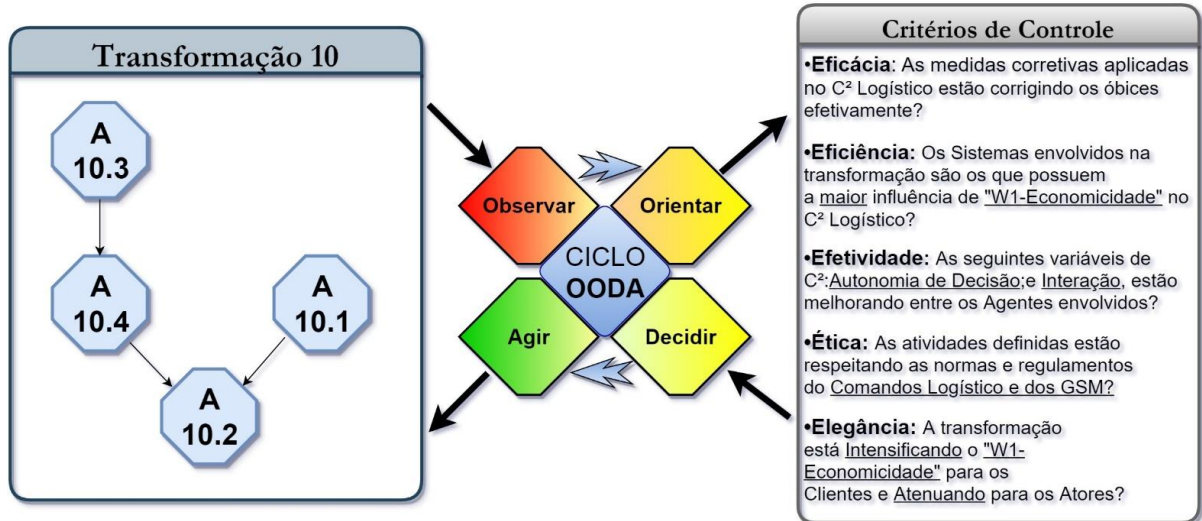 Transformação 10
A
10.3
A
10.4
A
10.1
A
10.2
Observar
Orientar
CICLO
OODA
Agir
Decidir
Critérios de Controle
•Eficácia: As medidas corretivas aplicadas
no C² Logístico estão corrigindo os óbices
efetivamente?
•Eficiência: Os Sistemas envolvidos na
transformação são os que possuem
a maior influência de "W1-Economicidade" no
C² Logístico?
•Efetividade: As seguintes variáveis de
C²:Autonomia de Decisão;e Interação, estão
melhorando entre os Agentes envolvidos?
•Ética: As atividades definidas estão
respeitando as normas e regulamentos
do Comandos Logístico e dos GSM?
•Elegância: A transformação
está Intensificando o "W1-
Economicidade" para os
Clientes e Atenuando para os Atores?